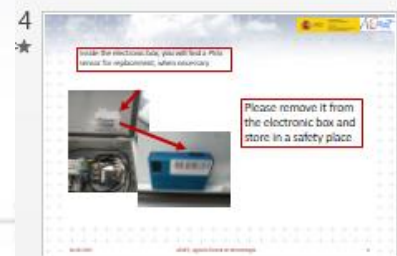 4
Inside the electronic box, you will find a
sensor for replacement, when necessary
Please remove it from
the electronic box and
store in a safety place